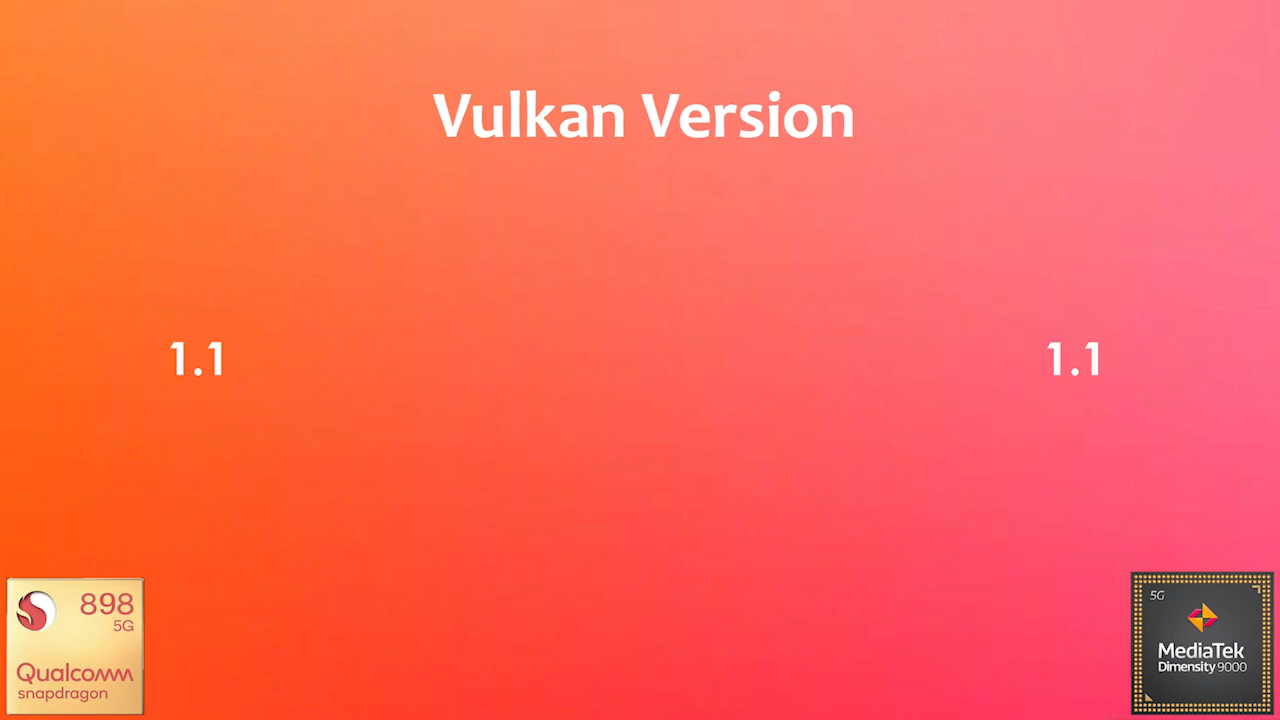 Vulkan Version
1.1
1.1
898
5G
Qualcomm
snapdragon
5G
MediaTek
Dimensity 9000